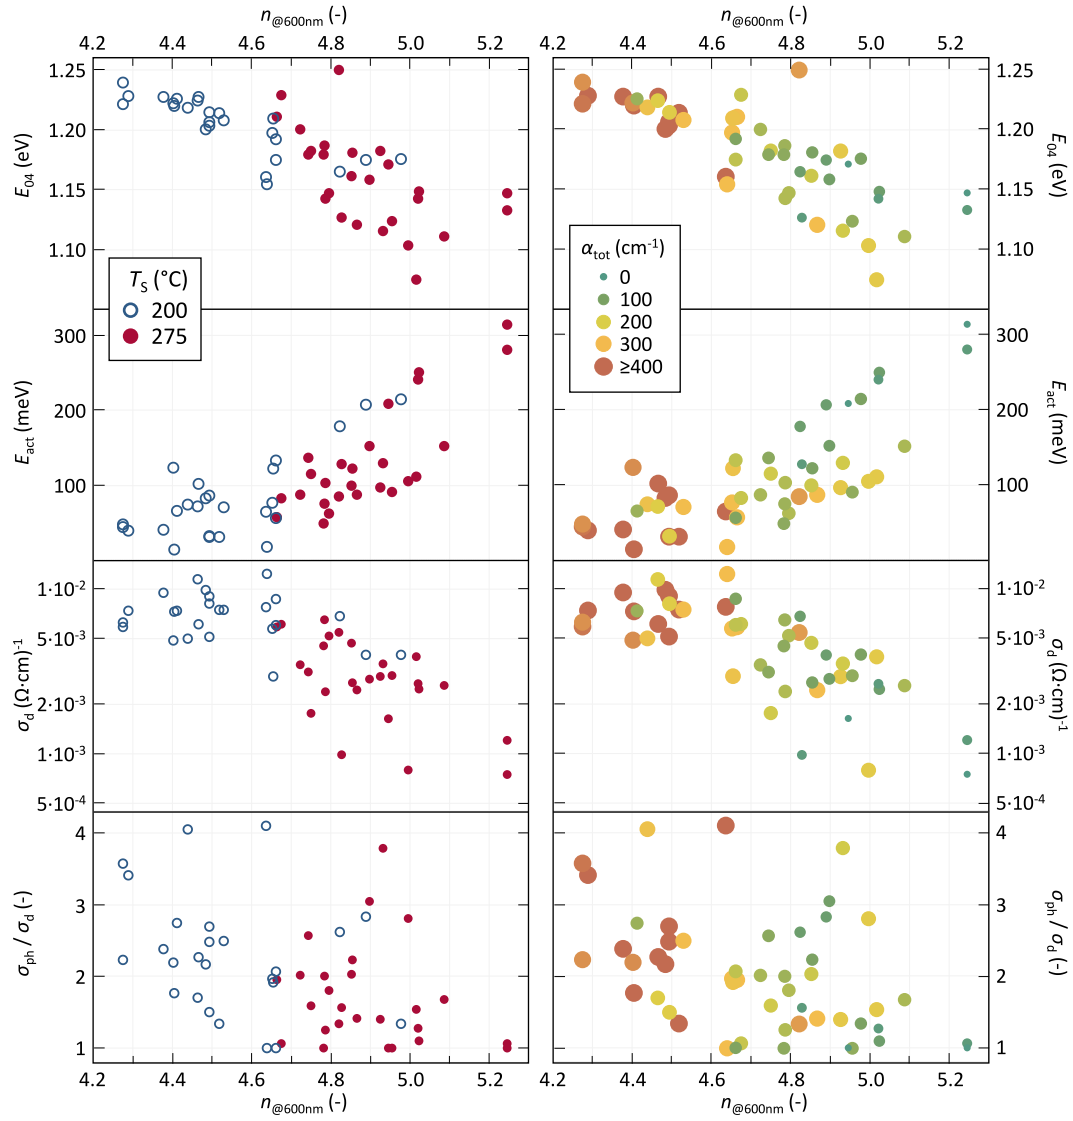 n@600nm (-)
n@600nm (-)
4.2 4.4 4.6 4.8 5.0 5.2
4.2 4.4 4.6 4.8 5.0 5.2
1.25
1.20
1.15
1.10
E04 (eV)
TS (°C)
200
275
1.25
1.20
1.15
1.10
E04 (eV)
αtot (cm-1)
0
100
200
300
≥400
300
200
100
Eact (meV)
300
200
100
Eact (meV)
1·10-2
5·10-3
2·10-3
1·10-3
5·10-4
σd (Ω·cm)-1
1·10-2
5·10-3
2·10-3
1·10-3
5·10-4
σd (Ω·cm)-1
4
3
2
1
σph / σd (-)
4
3
2
1
σph / σd (-)
4.2 4.4 4.6 4.8 5.0 5.2
4.2 4.4 4.6 4.8 5.0 5.2
n@600nm (-)
n@600nm (-)